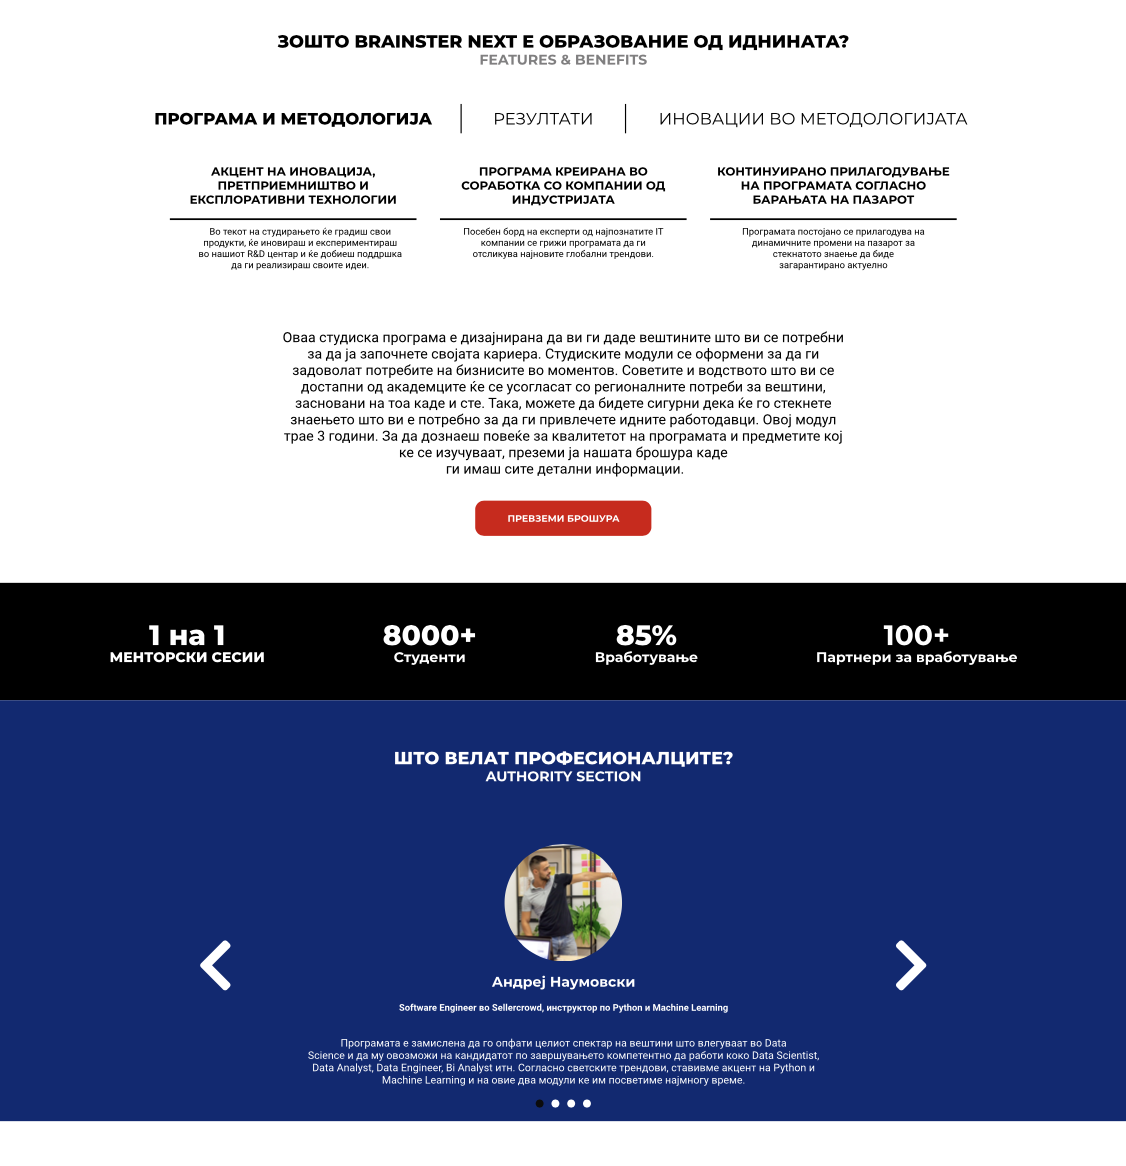 ЗОШТО BRAINSTER NEXT Е ОБРАЗОВАНИЕ ОД ИДНИНАТА?
FEATURES & BENEFITS
ПРОГРАМА И МЕТОДОЛОГИЈА
РЕЗУЛТАТИ
ИНОВАЦИИ ВО МЕТОДОЛОГИЈАТА
АКЦЕНТ НА ИНОВАЦИЈА,
ПРЕТПРИЕМНИШТВО И
ЕКСПЛОРАТИВНИ ТЕХНОЛОГИИ
Во текот на студирањето ќе градиш свои
продукти, ќе иновираш и експериментираш
во нашиот R&D центар и ќе добиеш поддршка
да ги реализираш своите идеи.
ПРОГРАМА КРЕИРАНА ВО
СОРАБОТКА СО КОМПАНИИ ОД
ИНДУСТРИЈАТА
Посебен борд на експерти од најпознатите IT
компании се грижи програмата да ги
отсликува најновите глобални трендови.
КОНТИНУИРАНО ПРИЛАГОДУВАЊЕ
НА ПРОГРАМАТА СОГЛАСНО
БАРАЊАТА НА ПАЗАРОТ
Програмата постојано се прилагодува на
динамичните промени на пазарот за
стекнатото знаење да биде
загарантирано актуелно
Оваа студиска програма е дизајнирана да ви ги даде вештините што ви се потребни
за да ја започнете својата кариера. Студиските модули се оформени за да ги
задоволат потребите на бизнисите во моментов. Советите и водството што ви се
достапни од академците ќе се усогласат со регионалните потреби за вештини,
засновани на тоа каде и сте. Така, можете да бидете сигурни дека ќе го стекнете
знаењето што ви е потребно за да ги привлечете идните работодавци. Овој модул
трае 3 години. За да дознаеш повеќе за квалитетот на програмата и предметите кој
ке се изучуваат, преземи ја нашата брошура каде
ги имаш сите детални информации.
ПРЕВЗЕМИ БРОШУРА
1 на 1
МЕНТОРСКИ СЕСИИ
8000+
Студенти
85%
Вработување
100+
Партнери за вработување
ШТО ВЕЛАТ ПРОФЕСИОНАЛЦИТЕ?
AUTHORITY SECTION
Андреј Наумовски
Software Engineer во Sellercrowd, инструктор по Python и Machine Learning
Програмата е замислена да го опфати целиот спектар на вештини што влегуваат во Data
Science и да му овозможи на кандидатот по завршувањето компетентно да работи коко Data Scientist,
Data Analyst, Data Engineer, Bi Analyst итн. Согласно светските трендови, ставивме акцент на Python и
Machine Learning и на овие два модули ке им посветиме најмногу време.